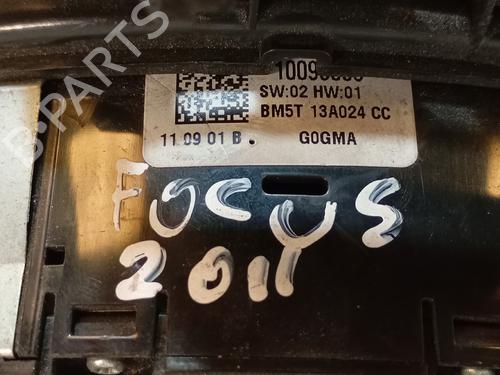 B-PARTS
SW:02 HW:01
BM5T 13A024 CC
11 09 01 B . G0GMA
FOCUS
2011